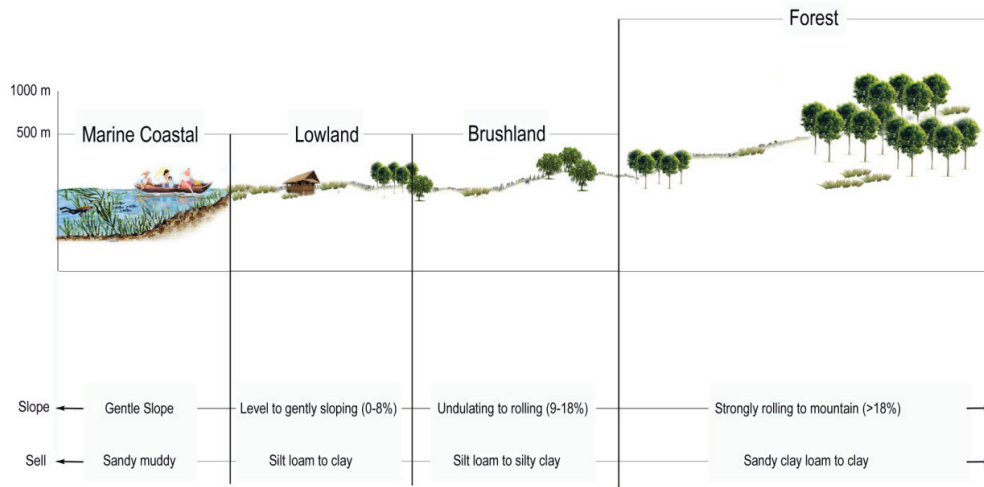 Forest
1000 m
500 m
Marine Coastal
Lowland
Brushland
Slope
Gentle Slope
Level to gently sloping (0-8%)
Undulating to rolling (9-18%)
Strongly rolling to mountain (>18%)
Sell
Sandy muddy
Silt loam to clay
Silt loam to silty clay
Sandy clay loam to clay